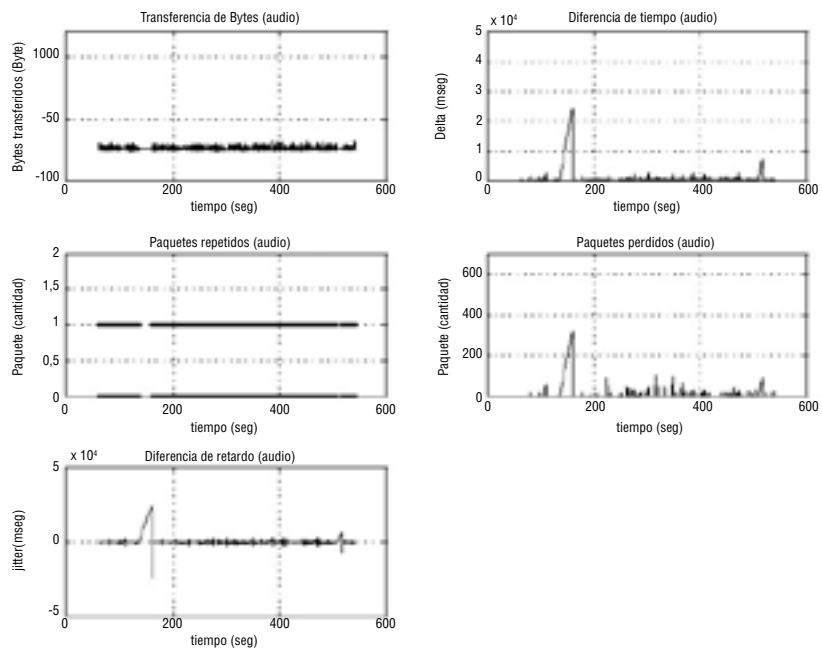 Transferencia de Bytes (audio)
Bytes transferidos (Byte)
1000
-50
-100
0
200
400
600
tiempo (seg)
Diferencia de tiempo (audio)
x 10⁴
Delta (mseg)
5
4
3
2
1
0
0
200
400
600
tiempo (seg)
Paquetes repetidos (audio)
Paquete (cantidad)
2
1,5
1
0,5
0
0
200
400
600
tiempo (seg)
Paquetes perdidos (audio)
Paquete (cantidad)
600
400
200
0
0
200
400
600
tiempo (seg)
Diferencia de retardo (audio)
x 10⁴
jitter(mseg)
5
0
-5
0
200
400
600
tiempo (seg)